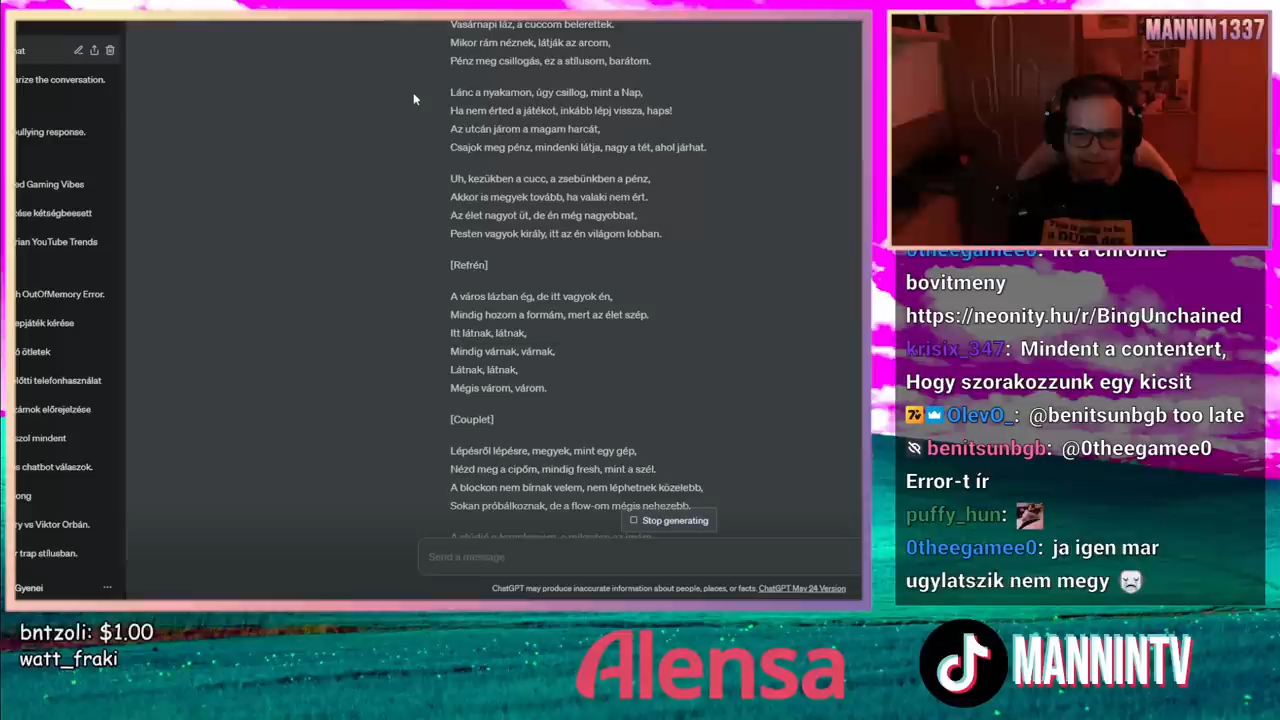 Vasárnapi láz, a cuccom belerettek.
Mikor rám néznek, látják az arcom,
Pénz meg csillogás, ez a stílusom, barátom.
Lánc a nyakamon, úgy csillog, mint a Nap,
Ha nem érted a játékot, inkább lépj vissza, haps!
Az utcán járom a magam harcát,
Csajok meg pénz, mindenki látja, nagy a tét, ahol járhat.
Uh, kezükben a cucc, a zsebünkben a pénz,
Akkor is megyek tovább, ha valaki nem ért.
Az élet nagyot üt, de én még nagyobbat,
Pesten vagyok király, itt az én világom lobban.
[Refrén]
A város lázban ég, de itt vagyok én,
Mindig hozom a formám, mert az élet szép.
Itt látnak, látnak,
Mindig várnak, várnak,
Látnak, látnak,
Mégis várom, várom.
[Couplet]
Lépésről lépésre, megyek, mint egy gép,
Nézd meg a cipőm, mindig fresh, mint a szél.
A blockon nem bírnak velem, nem léphetnek közelebb,
Sokan próbálkoznak, de a flow-om mégis nehezebb.
Stop generating
Send a message
ChatGPT may produce inaccurate information about people, places, or facts. ChatGPT May 24 Version
arize the conversation.
ullying response.
ed Gaming Vibes
zése kétségbeesett
rian YouTube Trends
h OutOfMemory Error.
apjáték kérése
ó ötletek
előtti telefonhasználat
zámok előrejelzése
szol mindent
s chatbot válaszok.
ong
ry vs Viktor Orbán.
r trap stílusban.
Gyenei
MANNIN1337
0theegamee0: itt a chrome
bovitmeny
https://neonity.hu/r/BingUnchained
krisix_347: Mindent a contentert,
Hogy szorakozzunk egy kicsit
OlevO_: @benitsunbgb too late
benitsunbgb: @0theegamee0
Error-t ír
puffy_hun:
0theegamee0: ja igen mar
ugylatszik nem megy
bntzoli: $1.00
watt_fraki
Alensa
MANNINTV